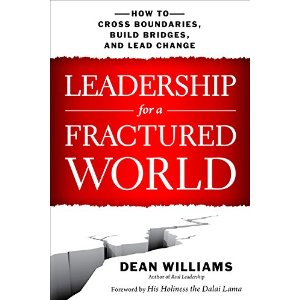 HOW TO
CROSS BOUNDARIES,
BUILD BRIDGES,
AND LEAD CHANGE
LEADERSHIP
for a
FRACTURED
WORLD
DEAN WILLIAMS
Author of Real Leadership
Foreword by His Holiness the Dalai Lama